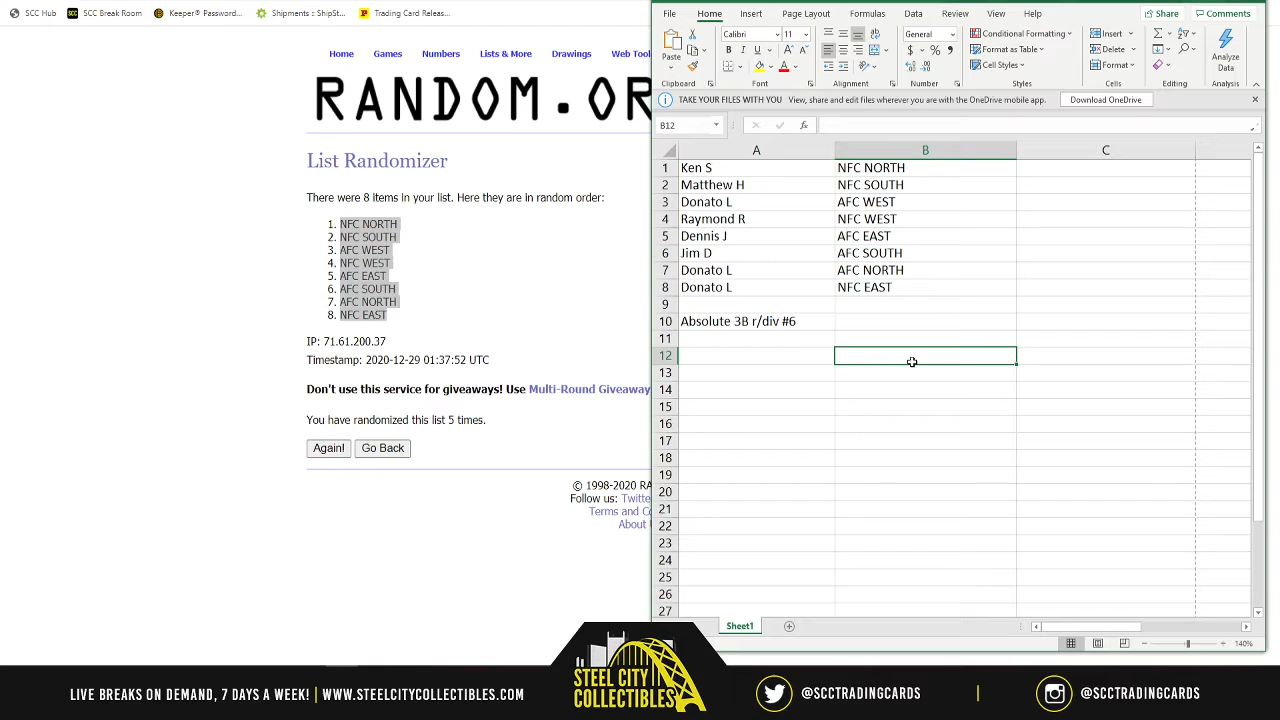 SCC Hub SCC Break Room Keeper® Password... Shipments :: ShipSt... Trading Card Releas...
Home Games Numbers Lists & More Drawings Web Tool
RANDOM.OR
List Randomizer
There were 8 items in your list. Here they are in random order:
1. NFC NORTH
2. NFC SOUTH
3. AFC WEST
4. NFC WEST
5. AFC EAST
6. AFC SOUTH
7. AFC NORTH
8. NFC EAST
IP: 71.61.200.37
Timestamp: 2020-12-29 01:37:52 UTC
Don't use this service for giveaways! Use Multi-Round Giveaway
You have randomized this list 5 times.
Again! Go Back
© 1998-2020 RA
Follow us: Twitte
Terms and Co
About U
File Home Insert Page Layout Formulas Data Review View Help Share Comments
Paste
Calibri 11
B I U
General
$ %
Conditional Formatting
Format as Table
Cell Styles
Insert
Delete
Format
Analyze
Data
Clipboard Font Alignment Number Styles Cells Editing Analysis
TAKE YOUR FILES WITH YOU View, share and edit files wherever you are with the OneDrive mobile app. Download OneDrive
B12 fx
A B C
1 Ken S NFC NORTH
2 Matthew H NFC SOUTH
3 Donato L AFC WEST
4 Raymond R NFC WEST
5 Dennis J AFC EAST
6 Jim D AFC SOUTH
7 Donato L AFC NORTH
8 Donato L NFC EAST
9
10 Absolute 3B r/div #6
11
12
13
14
15
16
17
18
19
20
21
22
23
24
25
26
27
Sheet1
140%
LIVE BREAKS ON DEMAND, 7 DAYS A WEEK! | WWW.STEELCITYCOLLECTIBLES.COM
STEEL CITY
COLLECTIBLES
@SCCTRADINGCARDS | @SCCTRADINGCARDS